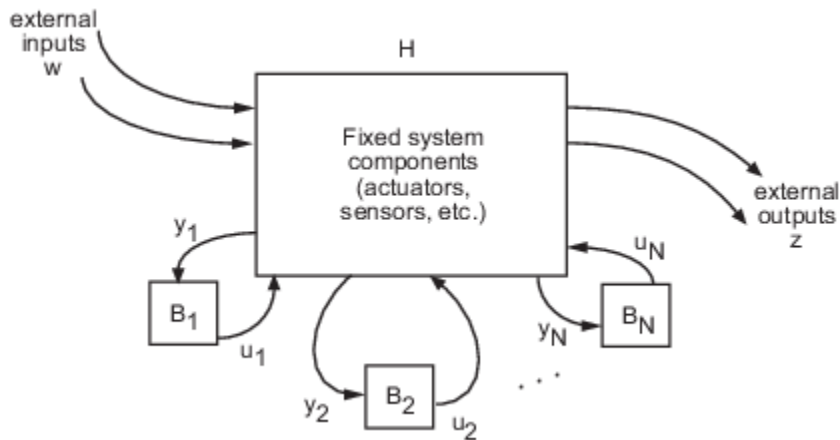 external
inputs
w
H
Fixed system
components
(actuators,
sensors, etc.)
external
outputs
z
y1
B1
u1
y2
B2
u2
. . .
yN
BN
uN